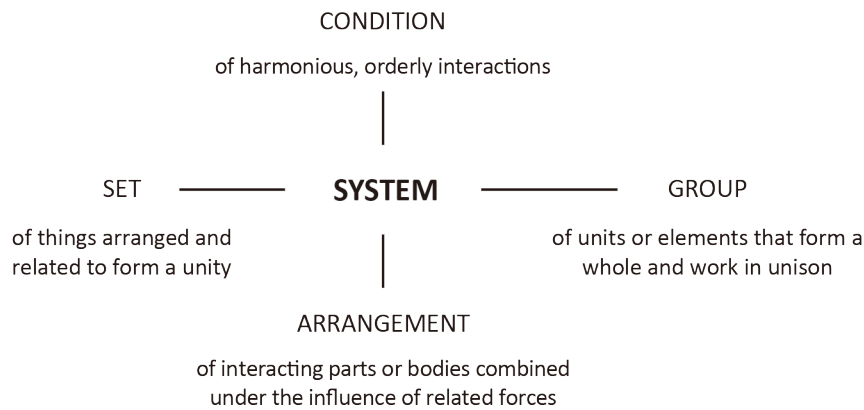 CONDITION
of harmonious, orderly interactions
SET
SYSTEM
GROUP
of things arranged and
related to form a unity
of units or elements that form a
whole and work in unison
ARRANGEMENT
of interacting parts or bodies combined
under the influence of related forces